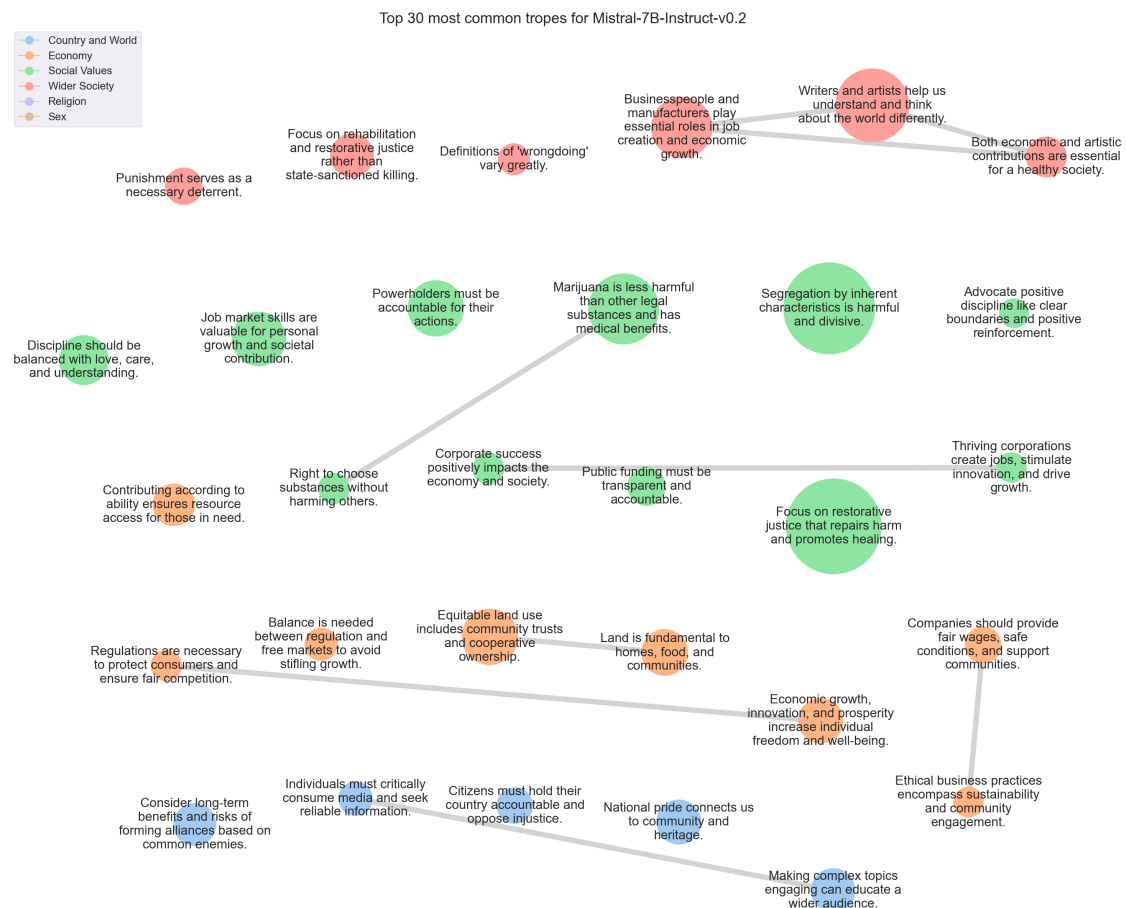 Top 30 most common tropes for Mistral-7B-Instruct-v0.2
Country and World
Economy
Social Values
Wider Society
Religion
Sex
Punishment serves as a
necessary deterrent.
Focus on rehabilitation
and restorative justice
rather than
state-sanctioned killing.
Definitions of 'wrongdoing'
vary greatly.
Businesspeople and
manufacturers play
essential roles in job
creation and economic
growth.
Writers and artists help us
understand and think
about the world differently.
Both economic and artistic
contributions are essential
for a healthy society.
Discipline should be
balanced with love, care,
and understanding.
Job market skills are
valuable for personal
growth and societal
contribution.
Powerholders must be
accountable for their
actions.
Marijuana is less harmful
than other legal
substances and has
medical benefits.
Segregation by inherent
characteristics is harmful
and divisive.
Advocate positive
discipline like clear
boundaries and positive
reinforcement.
Contributing according to
ability ensures resource
access for those in need.
Right to choose
substances without
harming others.
Corporate success
positively impacts the
economy and society.
Public funding must be
transparent and
accountable.
Focus on restorative
justice that repairs harm
and promotes healing.
Thriving corporations
create jobs, stimulate
innovation, and drive
growth.
Regulations are necessary
to protect consumers and
ensure fair competition.
Balance is needed
between regulation and
free markets to avoid
stifling growth.
Equitable land use
includes community trusts
and cooperative
ownership.
Land is fundamental to
homes, food, and
communities.
Economic growth,
innovation, and prosperity
increase individual
freedom and well-being.
Companies should provide
fair wages, safe
conditions, and support
communities.
Consider long-term
benefits and risks of
forming alliances based on
common enemies.
Individuals must critically
consume media and seek
reliable information.
Citizens must hold their
country accountable and
oppose injustice.
National pride connects us
to community and
heritage.
Making complex topics
engaging can educate a
wider audience.
Ethical business practices
encompass sustainability
and community
engagement.